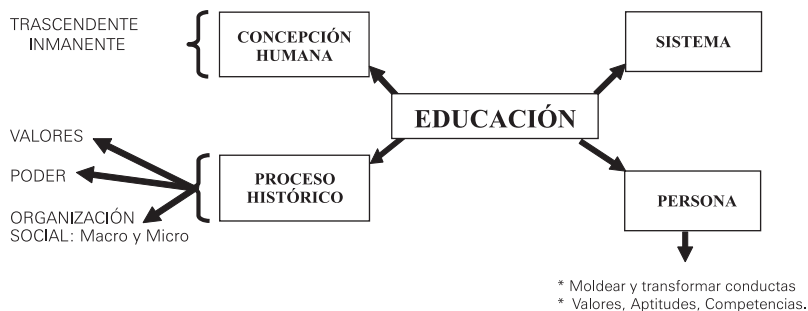 TRASCENDENTE
INMANENTE
CONCEPCIÓN
HUMANA
SISTEMA
EDUCACIÓN
VALORES
PODER
ORGANIZACIÓN
SOCIAL: Macro y Micro
PROCESO
HISTÓRICO
PERSONA
* Moldear y transformar conductas
* Valores, Aptitudes, Competencias.